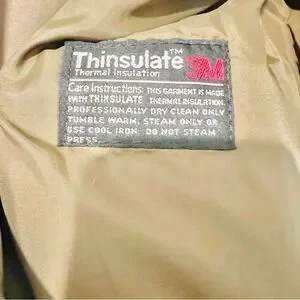 Thinsulate™ 3M
Thermal Insulation
Care Instructions: THIS GARMENT IS MADE
WITH THINSULATE THERMAL INSULATION.
PROFESSIONALLY DRY CLEAN ONLY
TUMBLE WARM. STEAM ONLY OR
USE COOL IRON. DO NOT STEAM
PRESS.